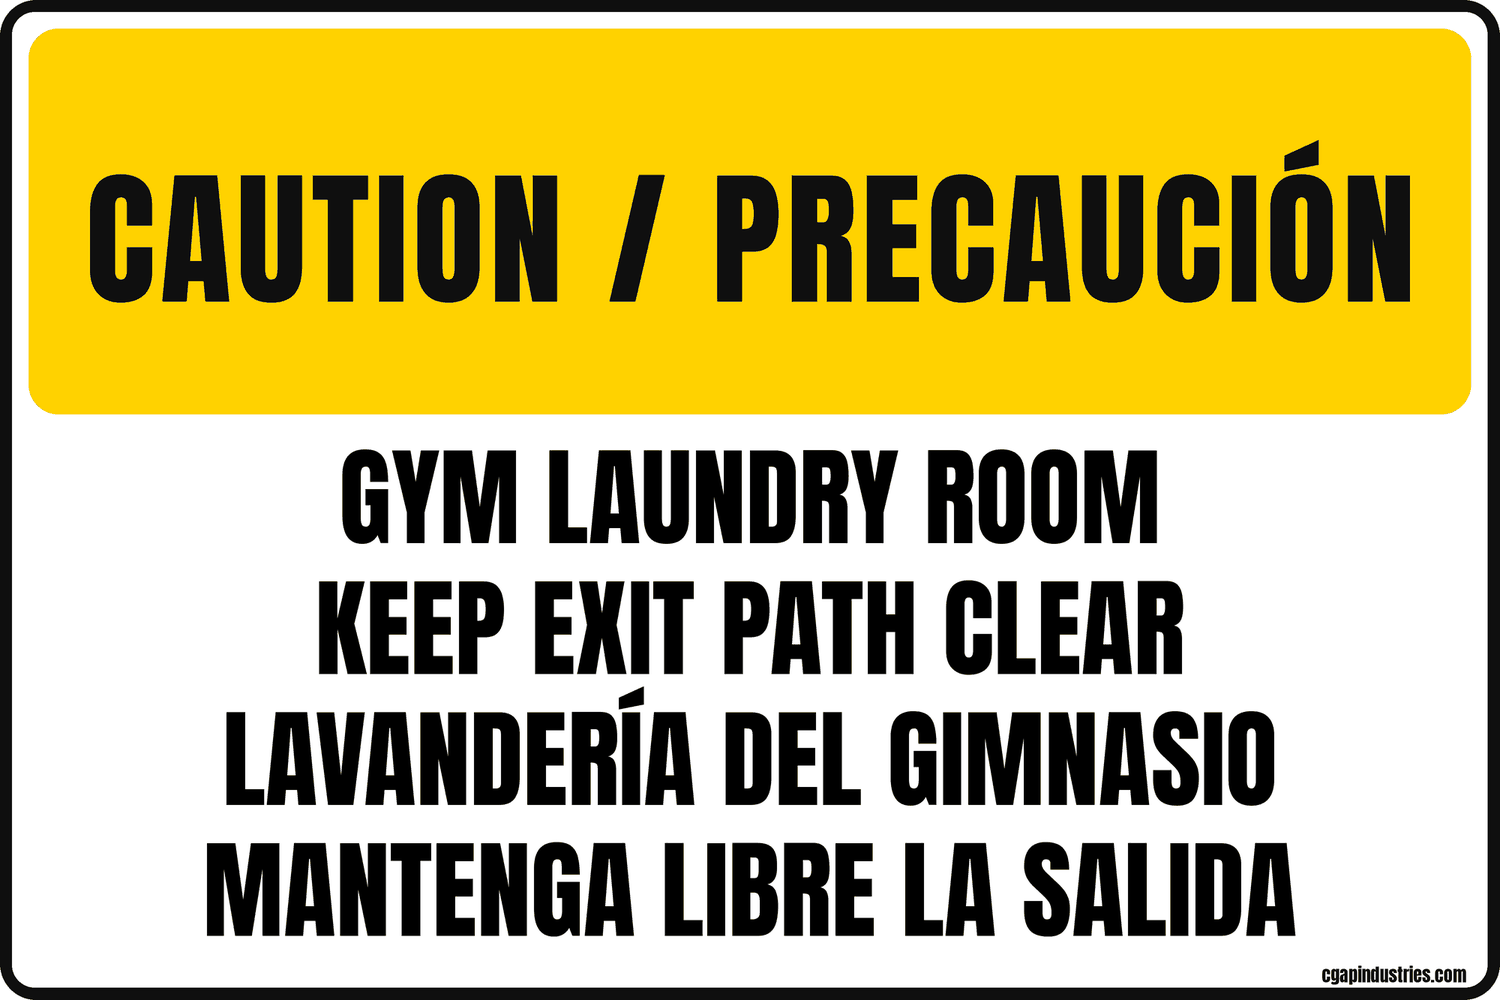 CAUTION / PRECAUCIÓN
GYM LAUNDRY ROOM
KEEP EXIT PATH CLEAR
LAVANDERÍA DEL GIMNASIO
MANTENGA LIBRE LA SALIDA
cgapindustries.com